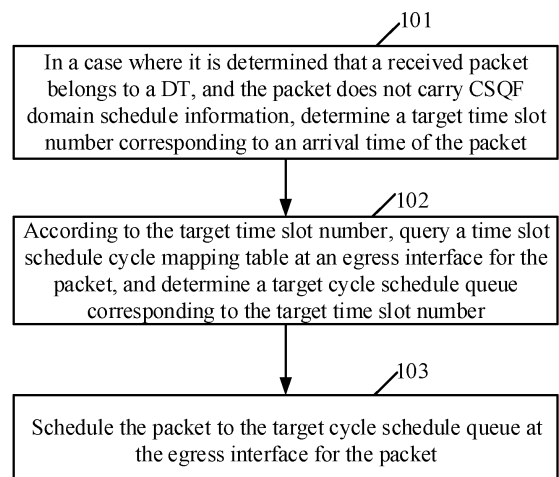 101
In a case where it is determined that a received packet
belongs to a DT, and the packet does not carry CSQF
domain schedule information, determine a target time slot
number corresponding to an arrival time of the packet
102
According to the target time slot number, query a time slot
schedule cycle mapping table at an egress interface for the
packet, and determine a target cycle schedule queue
corresponding to the target time slot number
103
Schedule the packet to the target cycle schedule queue at
the egress interface for the packet